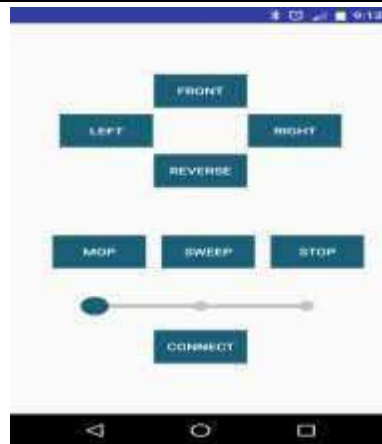 FRONT
LEFT RIGHT
REVERSE
MOP SWEEP STOP
CONNECT